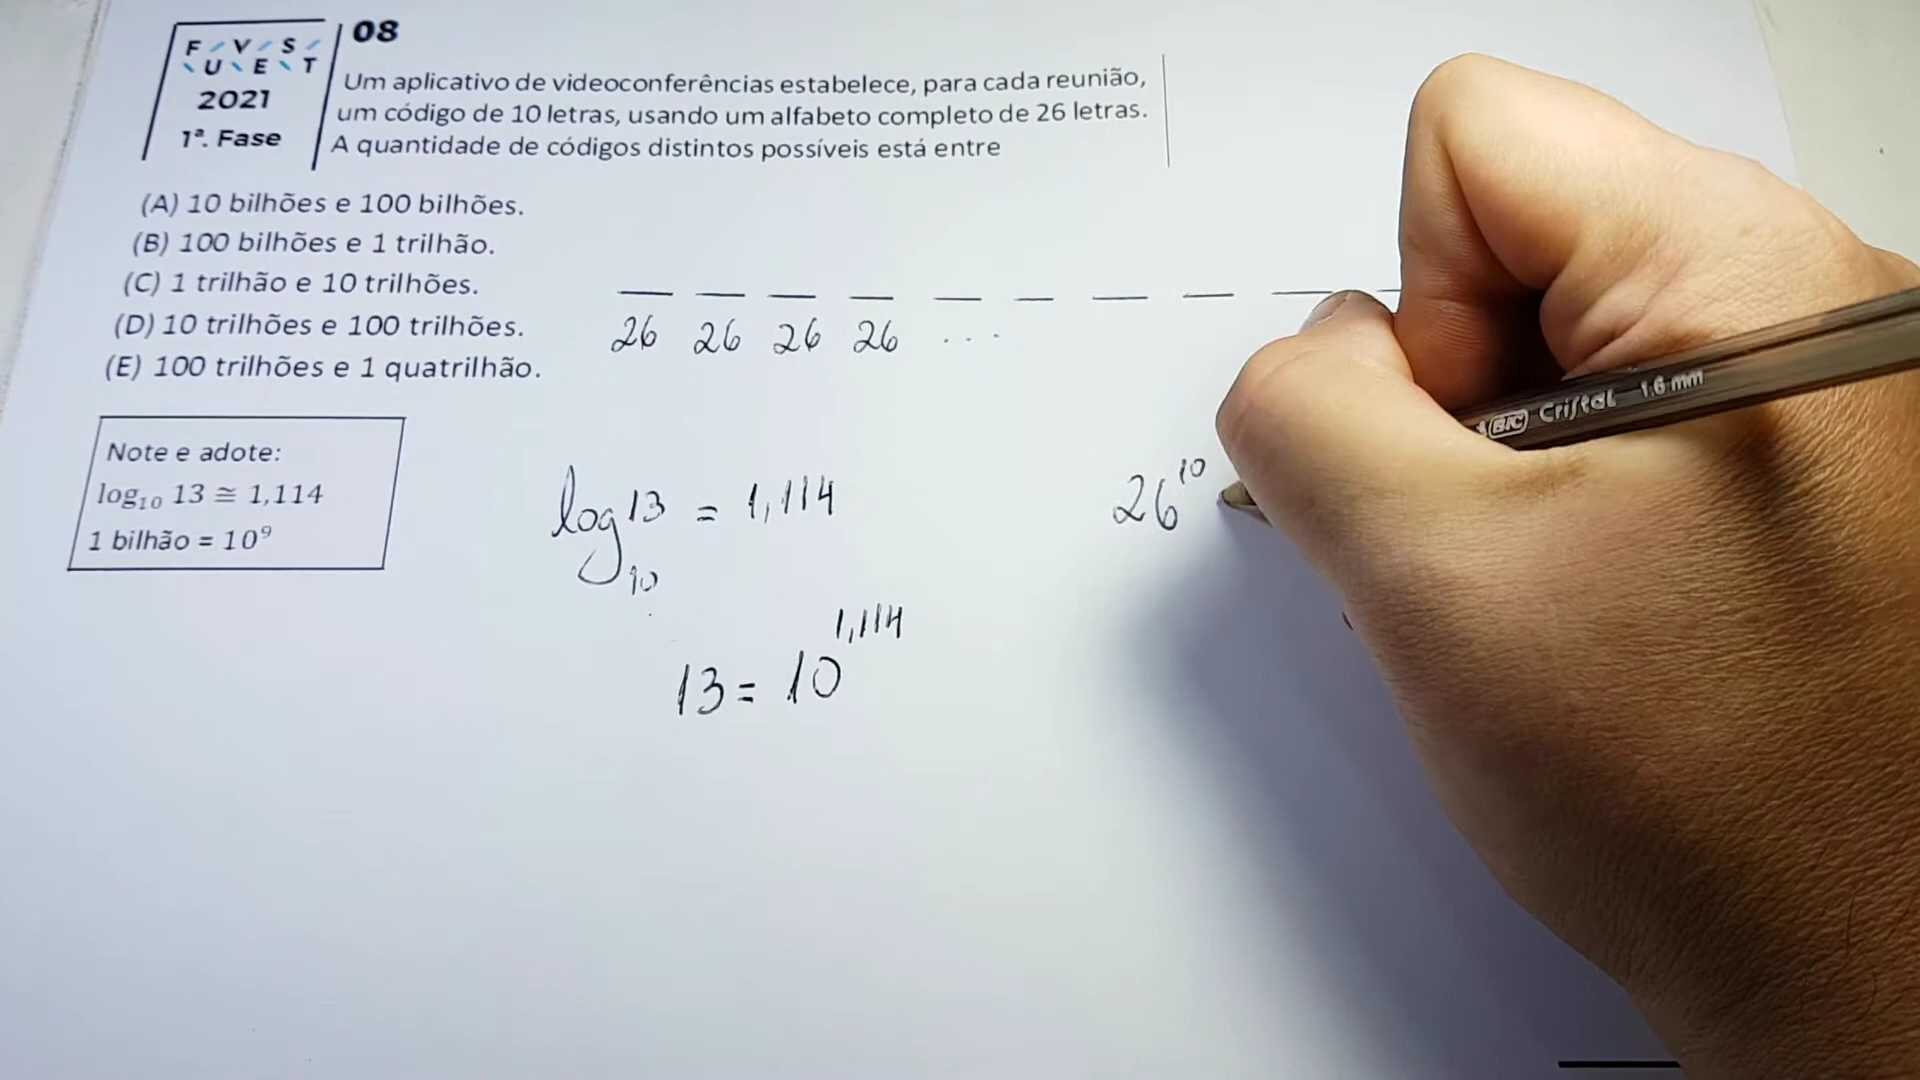 FUVEST
2021
1ª. Fase
08
Um aplicativo de videoconferências estabelece, para cada reunião,
um código de 10 letras, usando um alfabeto completo de 26 letras.
A quantidade de códigos distintos possíveis está entre
(A) 10 bilhões e 100 bilhões.
(B) 100 bilhões e 1 trilhão.
(C) 1 trilhão e 10 trilhões.
(D) 10 trilhões e 100 trilhões.
(E) 100 trilhões e 1 quatrilhão.
26 26 26 26 ...
Note e adote:
log₁₀ 13 ≅ 1,114
1 bilhão = 10⁹
log₁₀ 13 = 1,114
13 = 10^1,114
26¹⁰
BIC Cristal 1.6 mm